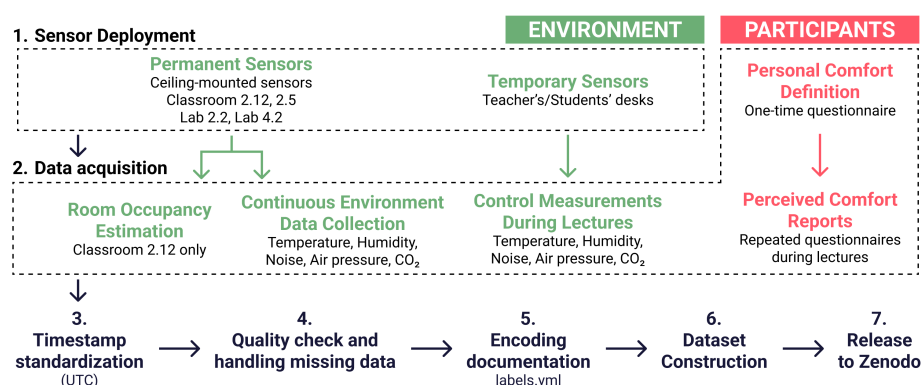 ENVIRONMENT
PARTICIPANTS
1. Sensor Deployment
Permanent Sensors
Ceiling-mounted sensors
Classroom 2.12, 2.5
Lab 2.2, Lab 4.2
Temporary Sensors
Teacher's/Students' desks
Personal Comfort
Definition
One-time questionnaire
2. Data acquisition
Room Occupancy
Estimation
Classroom 2.12 only
Continuous Environment
Data Collection
Temperature, Humidity,
Noise, Air pressure, CO₂
Control Measurements
During Lectures
Temperature, Humidity,
Noise, Air pressure, CO₂
Perceived Comfort
Reports
Repeated questionnaires
during lectures
3.
Timestamp
standardization
(UTC)
4.
Quality check and
handling missing data
5.
Encoding
documentation
labels.yml
6.
Dataset
Construction
7.
Release
to Zenodo